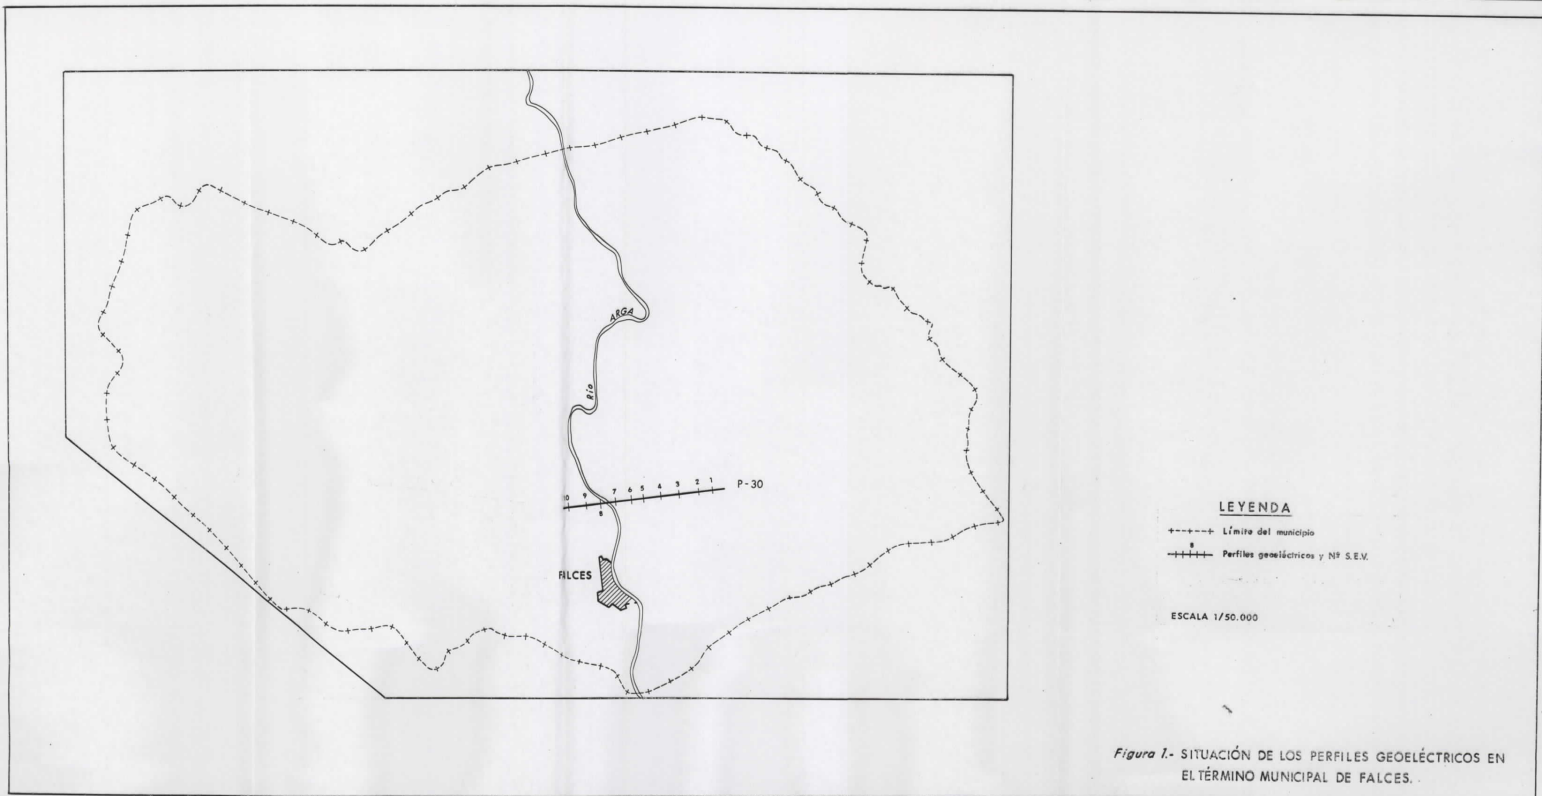 ARGA
Río
10 9 8 7 6 5 4 3 2 1 P-30
FALCES
LEYENDA
Límite del municipio
8
Perfiles geoeléctricos y Nº S.E.V.
ESCALA 1/50.000
Figura 1.- SITUACIÓN DE LOS PERFILES GEOELÉCTRICOS EN
EL TÉRMINO MUNICIPAL DE FALCES.